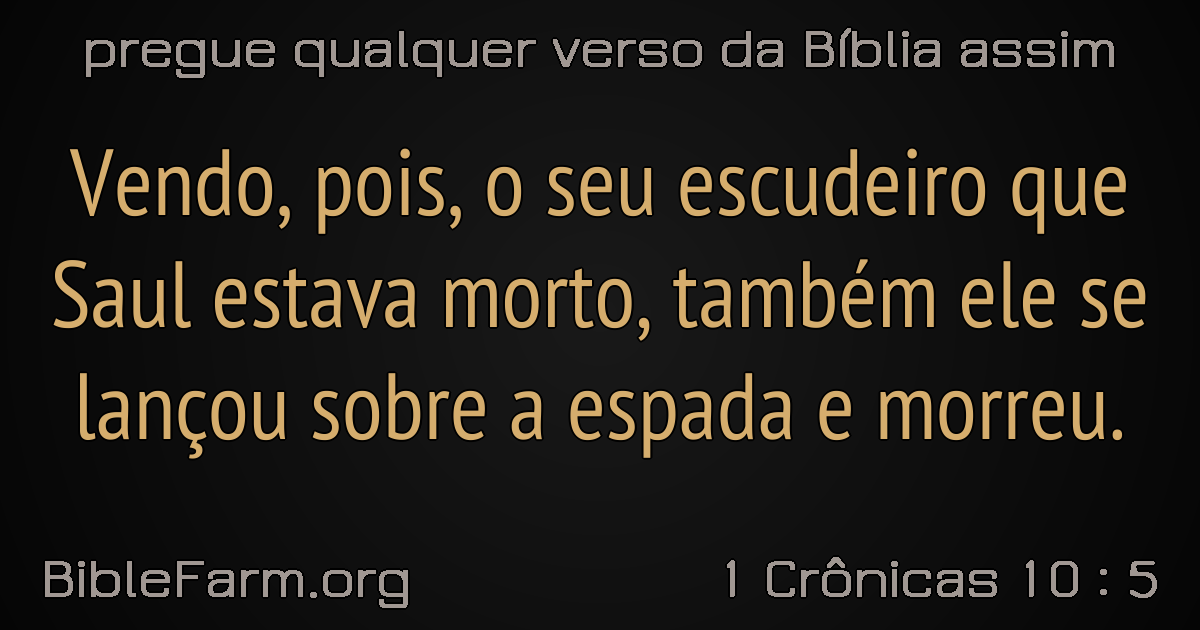 pregue qualquer verso da Bíblia assim
Vendo, pois, o seu escudeiro que
Saul estava morto, também ele se
lançou sobre a espada e morreu.
BibleFarm.org
1 Crônicas 10 : 5